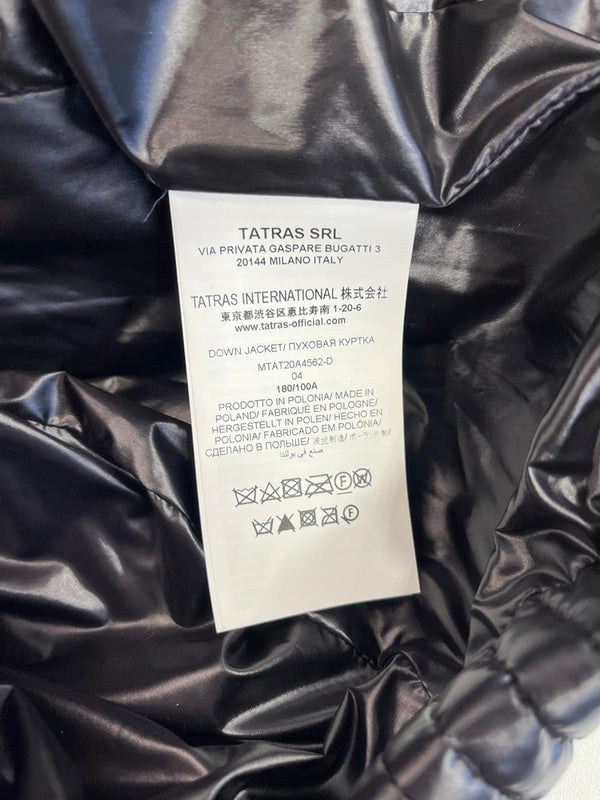 TATRAS SRL
VIA PRIVATA GASPARE BUGATTI 3
20144 MILANO ITALY
TATRAS INTERNATIONAL 株式会社
東京都渋谷区恵比寿南 1-20-6
www.tatras-official.com
DOWN JACKET/ ПУХОВАЯ КУРТКА
MTAT20A4562-D
04
180/100A
PRODOTTO IN POLONIA/ MADE IN
POLAND/ FABRIQUÉ EN POLOGNE/
HERGESTELLT IN POLEN/ HECHO EN
POLONIA/ FABRICADO EM POLÔNIA/
СДЕЛАНО В ПОЛЬШЕ/ 波兰制造/ ポーランド製/
صنع في بولندا
F W
F